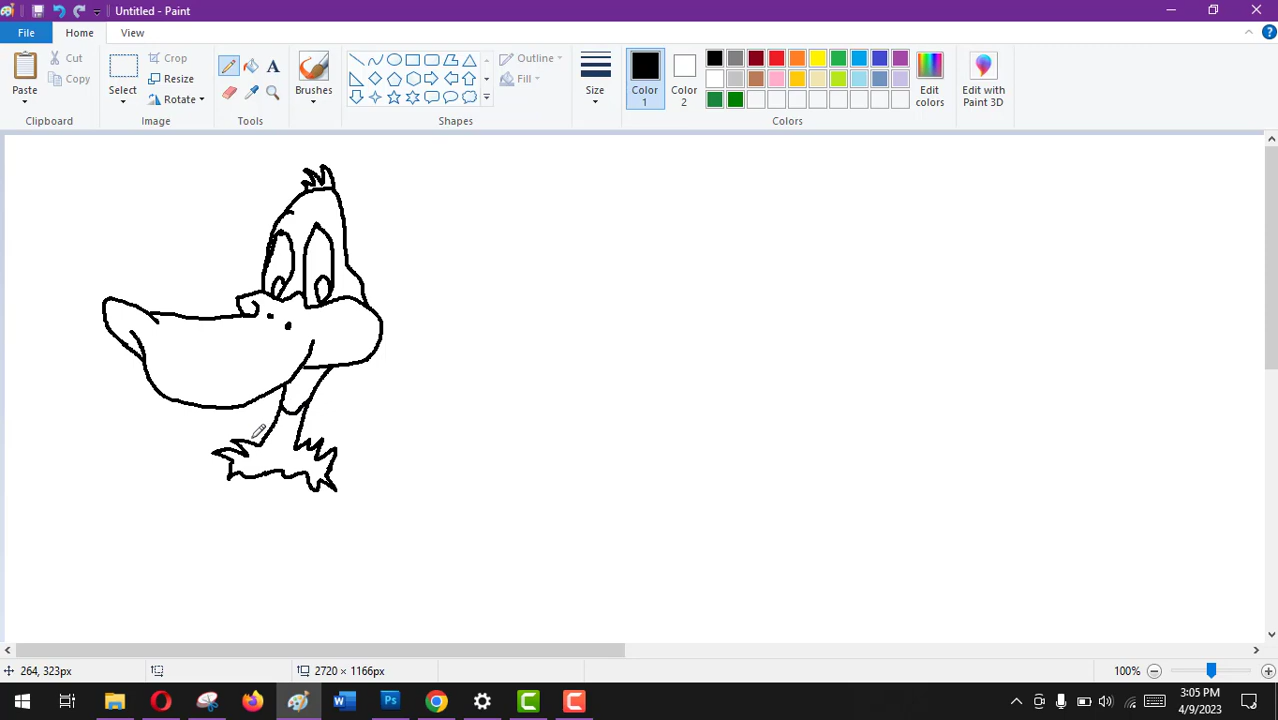 Untitled - Paint
File Home View
Paste
Cut
Copy
Clipboard
Select
Crop
Resize
Rotate
Image
A
Tools
Brushes
Outline
Fill
Shapes
Size
Color 1
Color 2
Edit colors
Colors
Edit with Paint 3D
264, 323px
2720 × 1166px
100%
3:05 PM
4/9/2023